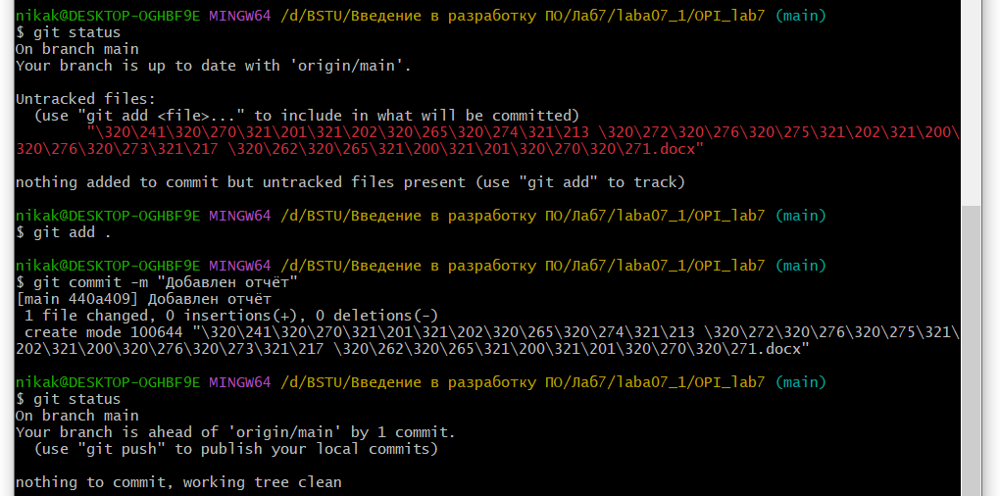 nikak@DESKTOP-OGHBF9E MINGW64 /d/BSTU/Введение в разработку ПО/Лаб7/laba07_1/OPI_lab7 (main)
$ git status
On branch main
Your branch is up to date with 'origin/main'.
Untracked files:
(use "git add <file>..." to include in what will be committed)
"\320\241\320\270\321\201\321\202\320\265\320\274\321\213 \320\272\320\276\320\275\321\202\321\200\
320\276\320\273\321\217 \320\262\320\265\321\200\321\201\320\270\320\271.docx"
nothing added to commit but untracked files present (use "git add" to track)
nikak@DESKTOP-OGHBF9E MINGW64 /d/BSTU/Введение в разработку ПО/Лаб7/laba07_1/OPI_lab7 (main)
$ git add .
nikak@DESKTOP-OGHBF9E MINGW64 /d/BSTU/Введение в разработку ПО/Лаб7/laba07_1/OPI_lab7 (main)
$ git commit -m "Добавлен отчёт"
[main 440a409] Добавлен отчёт
1 file changed, 0 insertions(+), 0 deletions(-)
create mode 100644 "\320\241\320\270\321\201\321\202\320\265\320\274\321\213 \320\272\320\276\320\275\321\
202\321\200\320\276\320\273\321\217 \320\262\320\265\321\200\321\201\320\270\320\271.docx"
nikak@DESKTOP-OGHBF9E MINGW64 /d/BSTU/Введение в разработку ПО/Лаб7/laba07_1/OPI_lab7 (main)
$ git status
On branch main
Your branch is ahead of 'origin/main' by 1 commit.
(use "git push" to publish your local commits)
nothing to commit, working tree clean